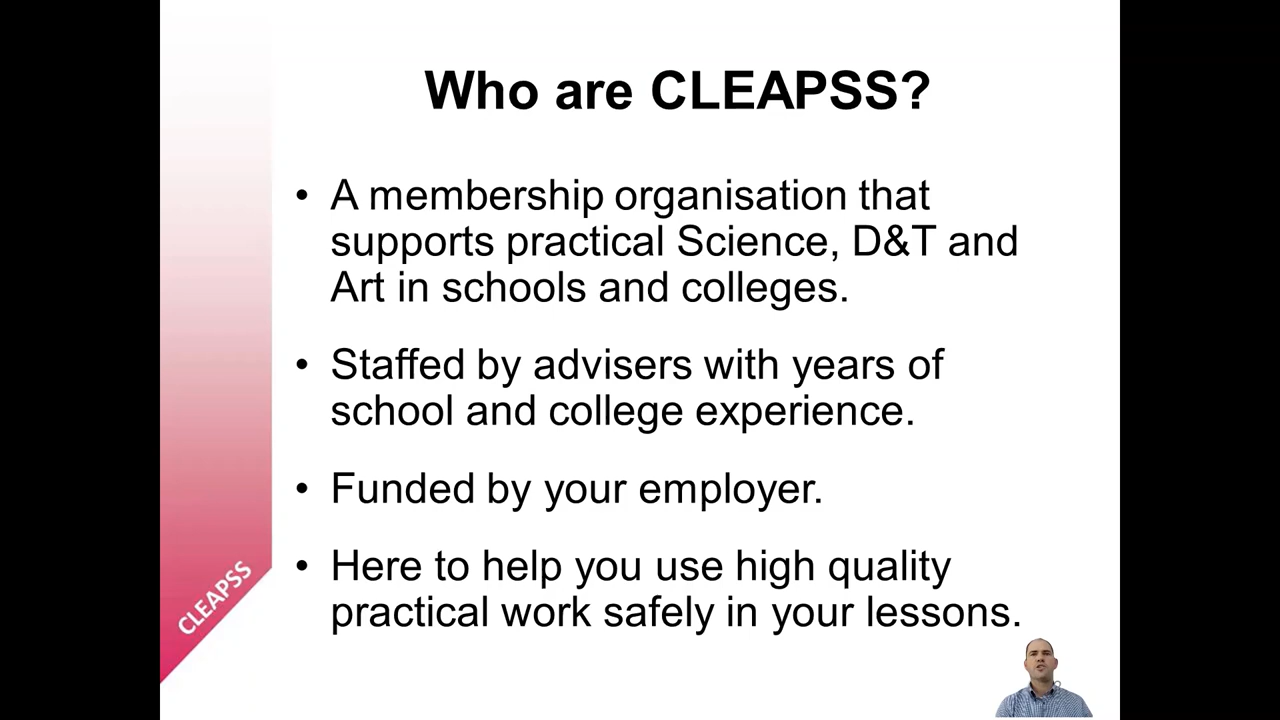 Who are CLEAPSS?
• A membership organisation that
supports practical Science, D&T and
Art in schools and colleges.
• Staffed by advisers with years of
school and college experience.
• Funded by your employer.
• Here to help you use high quality
practical work safely in your lessons.
CLEAPSS